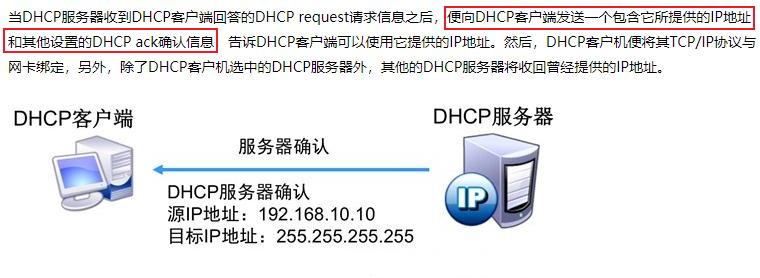 当DHCP服务器收到DHCP客户端回答的DHCP request请求信息之后，便向DHCP客户端发送一个包含它所提供的IP地址
和其他设置的DHCP ack确认信息 告诉DHCP客户端可以使用它提供的IP地址。然后，DHCP客户机便将其TCP/IP协议与
网卡绑定，另外，除了DHCP客户机选中的DHCP服务器外，其他的DHCP服务器将收回曾经提供的IP地址。
DHCP客户端
DHCP服务器
服务器确认
DHCP服务器确认
源IP地址：192.168.10.10
目标IP地址：255.255.255.255
IP